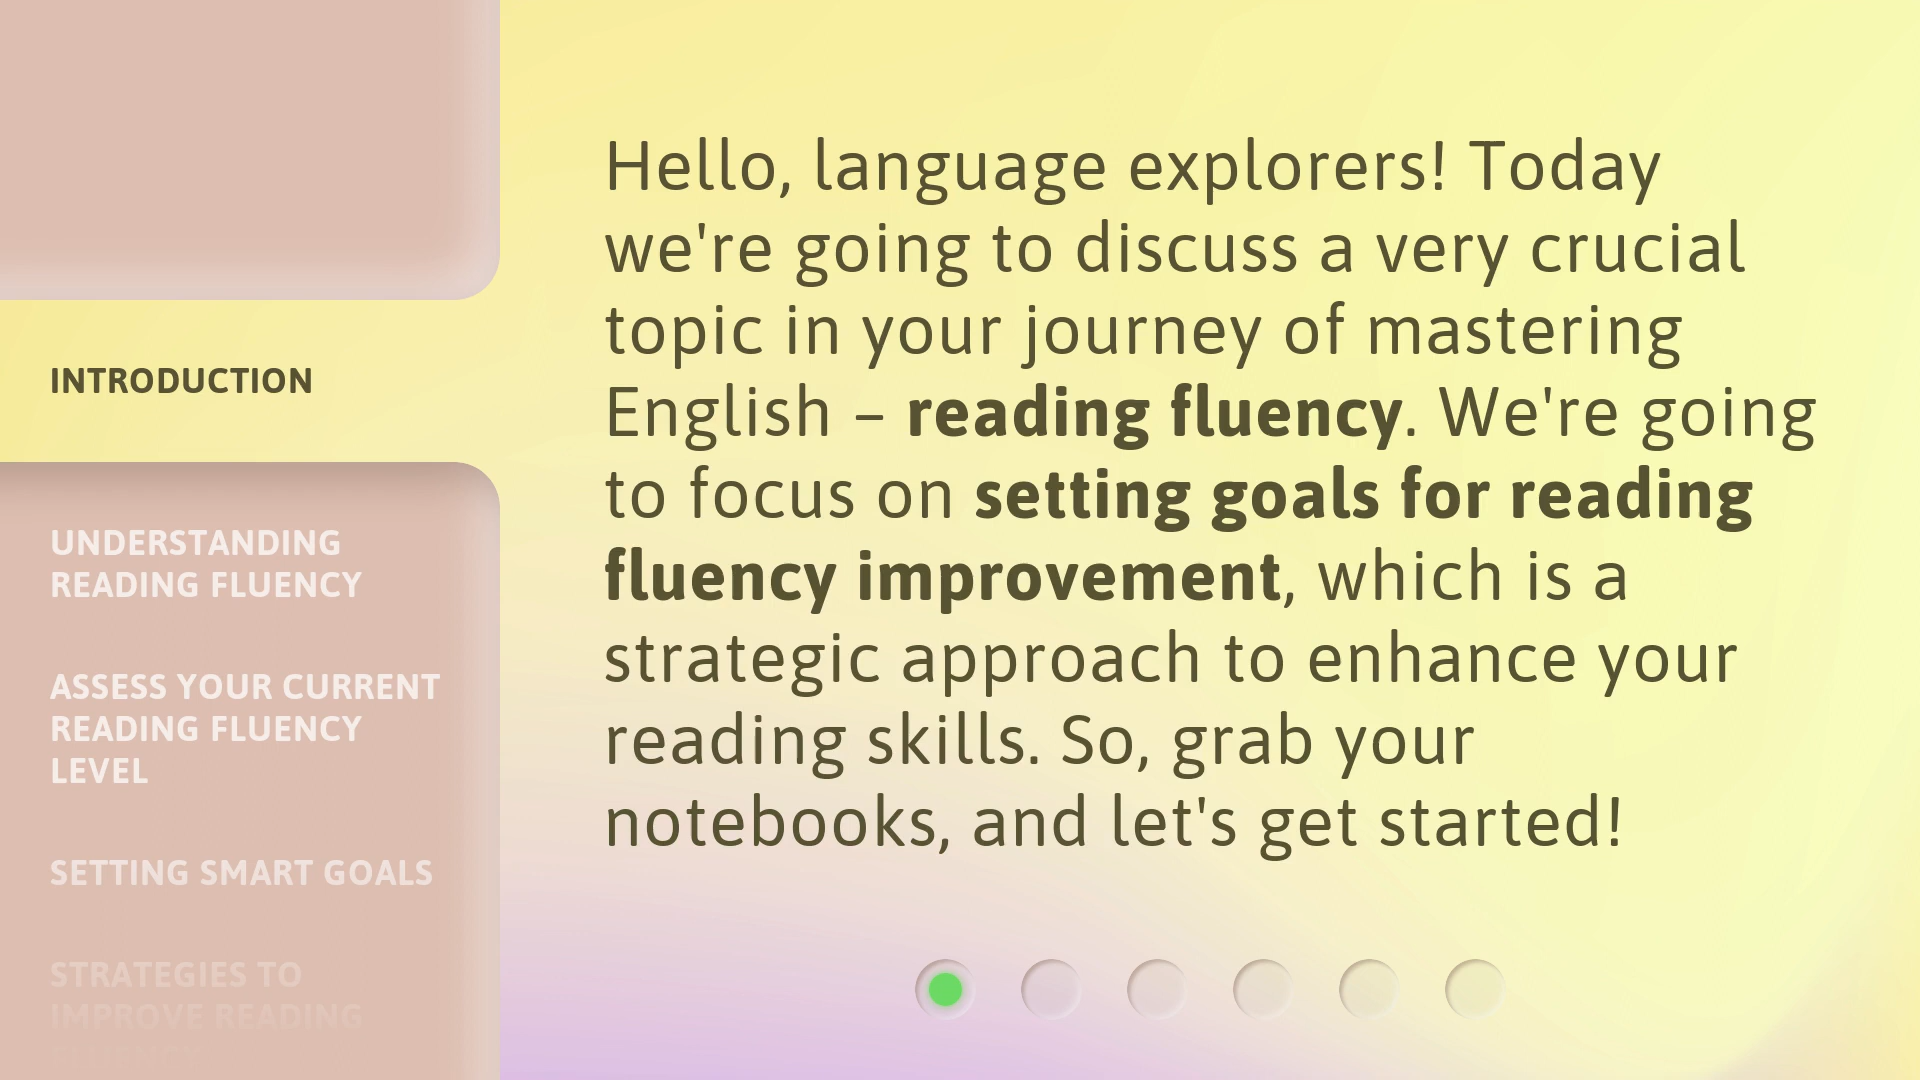 INTRODUCTION
UNDERSTANDING
READING FLUENCY
ASSESS YOUR CURRENT
READING FLUENCY
LEVEL
SETTING SMART GOALS
STRATEGIES TO
IMPROVE READING
FLUENCY
Hello, language explorers! Today
we're going to discuss a very crucial
topic in your journey of mastering
English – reading fluency. We're going
to focus on setting goals for reading
fluency improvement, which is a
strategic approach to enhance your
reading skills. So, grab your
notebooks, and let's get started!